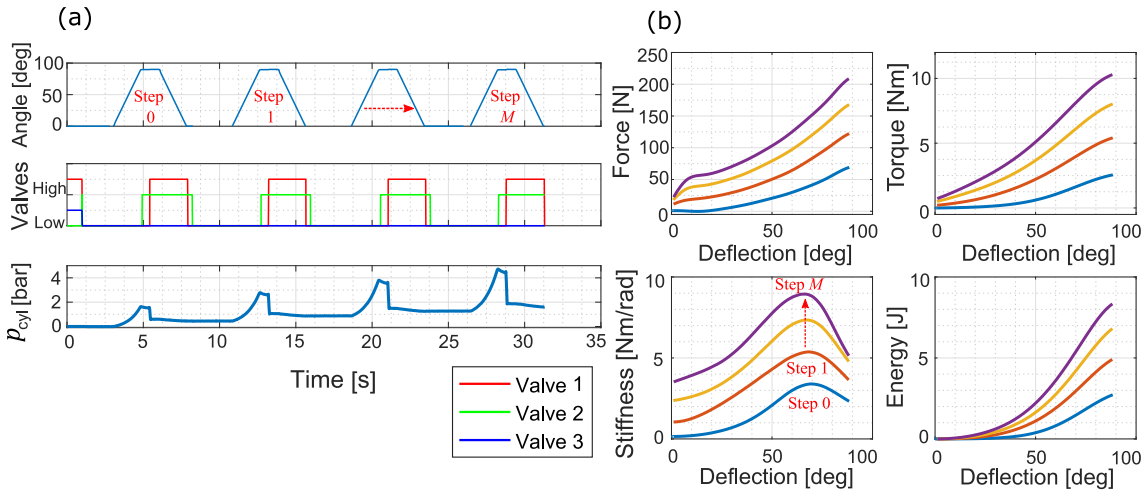 (a)
Angle [deg]
100
50
0
Step
0
Step
1
Step
M
Valves
High
Low
p_cyl [bar]
4
2
0
0
5
10
15
20
25
30
35
Time [s]
Valve 1
Valve 2
Valve 3
(b)
Force [N]
250
200
150
100
50
0
0
50
100
Deflection [deg]
Torque [Nm]
10
5
0
0
50
100
Deflection [deg]
Stiffness [Nm/rad]
10
5
0
Step M
Step 1
Step 0
0
50
100
Deflection [deg]
Energy [J]
10
5
0
0
50
100
Deflection [deg]